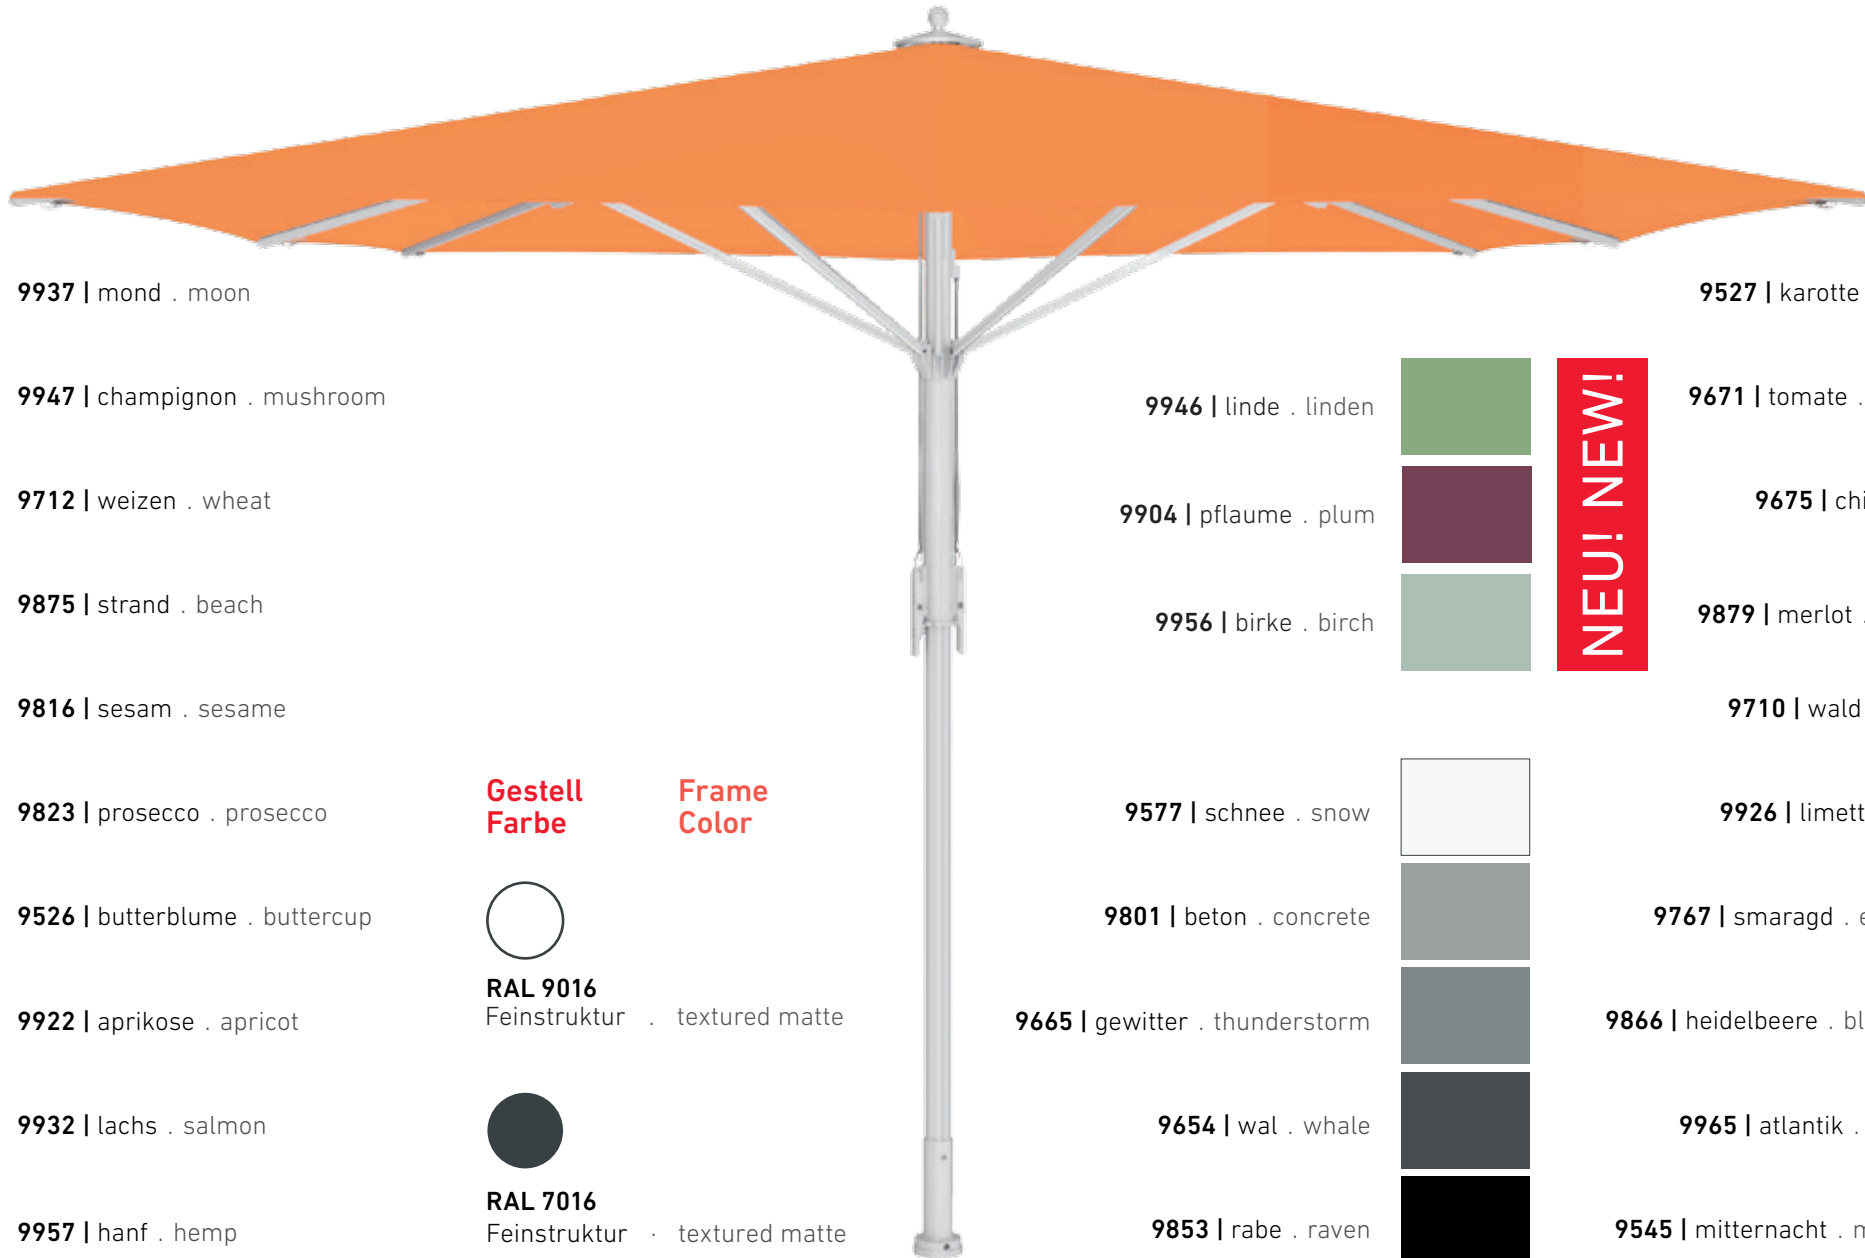 9937 | mond . moon
9947 | champignon . mushroom
9712 | weizen . wheat
9875 | strand . beach
9816 | sesam . sesame
9823 | prosecco . prosecco
9526 | butterblume . buttercup
9922 | aprikose . apricot
9932 | lachs . salmon
9957 | hanf . hemp
Gestell
Farbe
Frame
Color
RAL 9016
Feinstruktur . textured matte
RAL 7016
Feinstruktur · textured matte
9946 | linde . linden
9904 | pflaume . plum
9956 | birke . birch
NEU! NEW!
9577 | schnee . snow
9801 | beton . concrete
9665 | gewitter . thunderstorm
9654 | wal . whale
9853 | rabe . raven
9527 | karotte
9671 | tomate .
9675 |
9879 | merlot .
9710 | wald
9926 |
9767 | smaragd .
9866 | heidelbeere .
9965 | atlantik .
9545 | mitternacht .